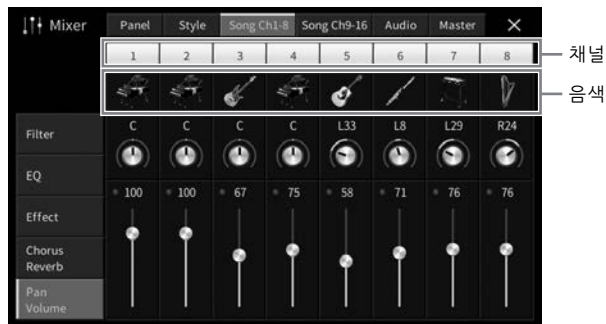 Mixer Panel Style Song Ch1-8 Song Ch9-16 Audio Master ×
1 2 3 4 5 6 7 8 채널
음색
Filter C C C C L33 L8 L29 R24
EQ
100 100 67 75 58 71 76 76
Effect
Chorus
Reverb
Pan
Volume